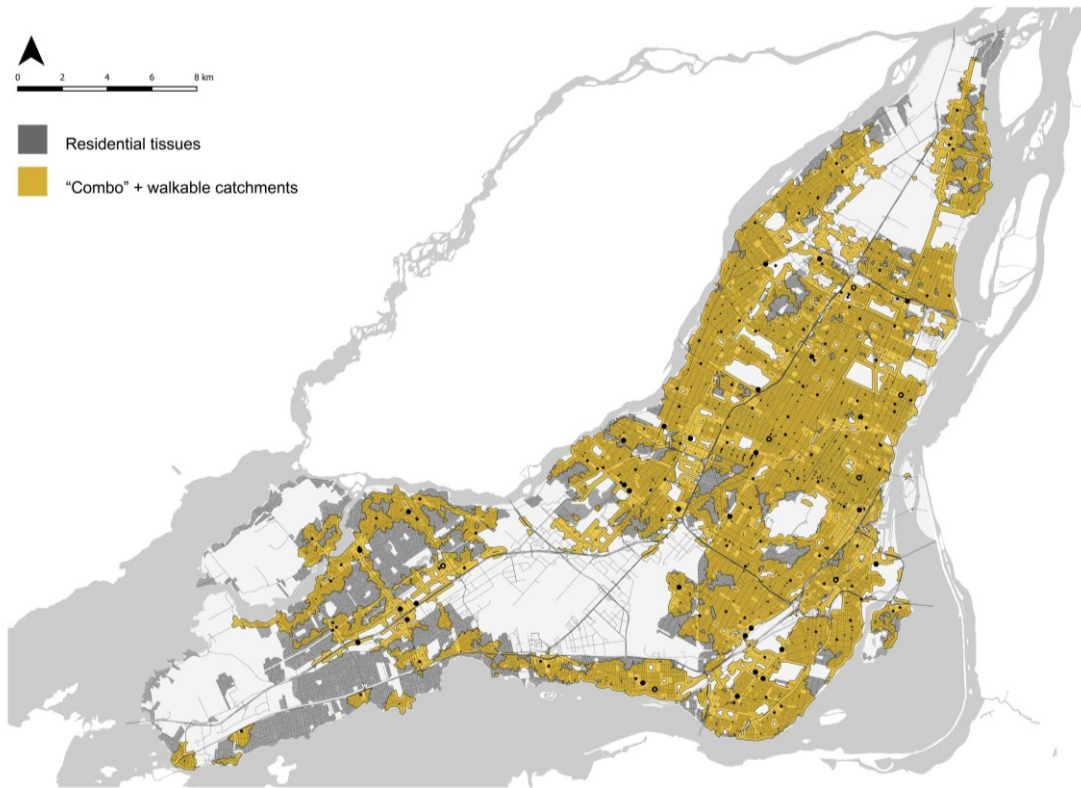 0 2 4 6 8 km
Residential tissues
“Combo” + walkable catchments